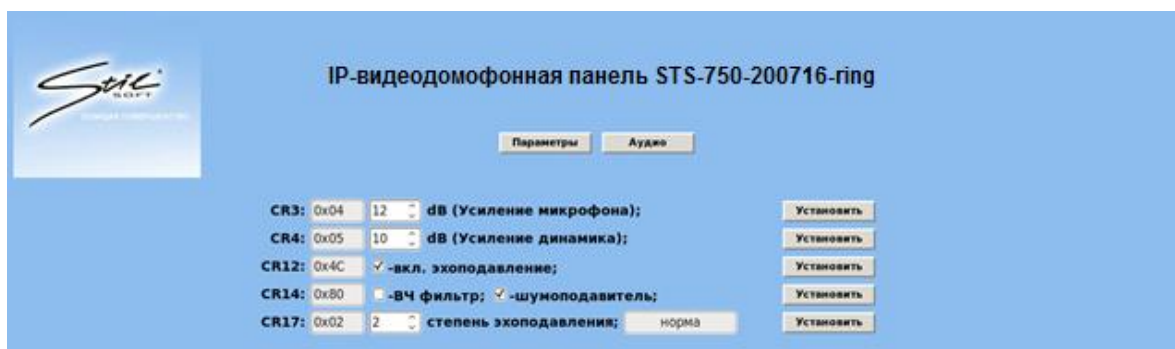 Stil
SOFT
IP-видеодомофонная панель STS-750-200716-ring
Параметры Аудио
CR3: 0x04 12 dB (Усиление микрофона); Установить
CR4: 0x05 10 dB (Усиление динамика); Установить
CR12: 0x4C -вкл. эхоподавление; Установить
CR14: 0x80 -ВЧ фильтр; -шумоподавитель; Установить
CR17: 0x02 2 степень эхоподавления; норма Установить